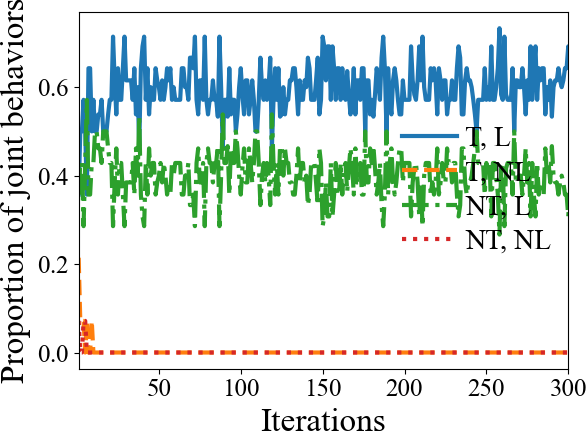 Proportion of joint behaviors
0.6
0.4
0.2
0.0
T, L
T, NL
NT, L
NT, NL
50
100
150
200
250
300
Iterations